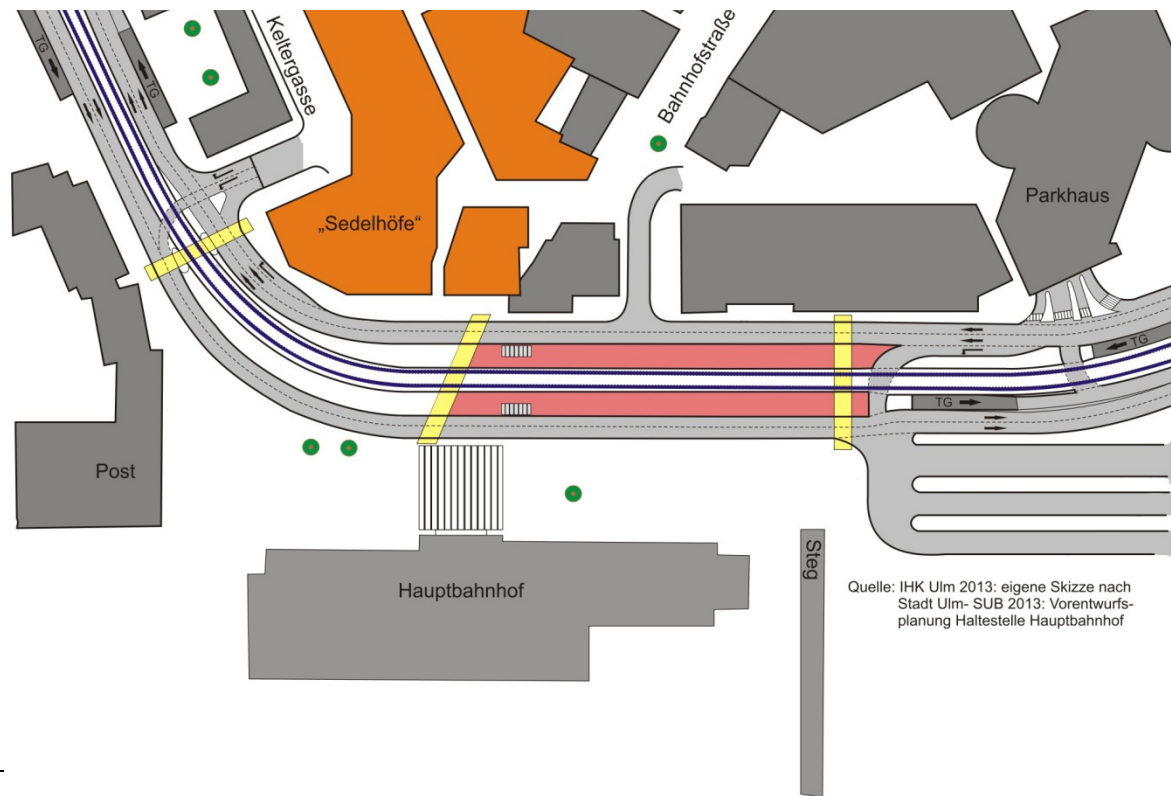 TG
TG
Keltergasse
Bahnhofstraße
Parkhaus
„Sedelhöfe“
TG
TG
Post
Hauptbahnhof
Steg
Quelle: IHK Ulm 2013: eigene Skizze nach
Stadt Ulm- SUB 2013: Vorentwurfs-
planung Haltestelle Hauptbahnhof